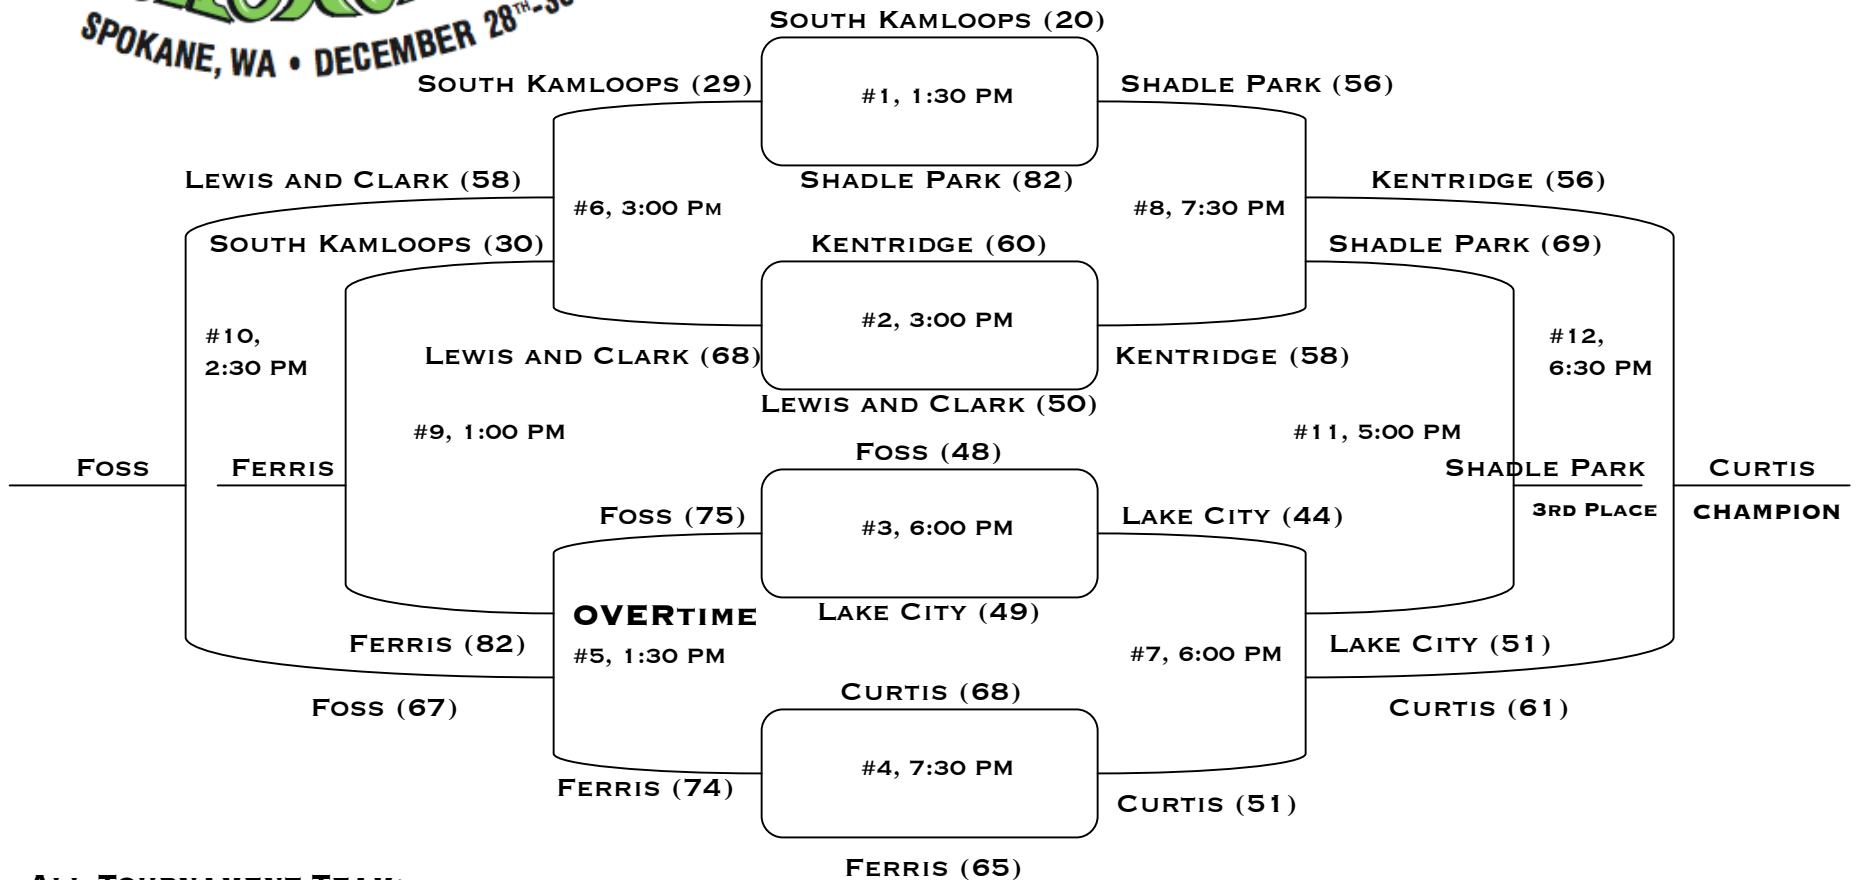 SPOKANE, WA • DECEMBER 28TH-30
South Kamloops (20)
South Kamloops (29)
#1, 1:30 PM
Shadle Park (56)
Lewis and Clark (58)
Shadle Park (82)
Kentridge (56)
#6, 3:00 Pm
#8, 7:30 PM
South Kamloops (30)
Kentridge (60)
Shadle Park (69)
#10,
2:30 PM
#2, 3:00 PM
#12,
6:30 PM
Lewis and Clark (68)
Kentridge (58)
Lewis and Clark (50)
#9, 1:00 PM
#11, 5:00 PM
Foss (48)
Foss
Ferris
Shadle Park
Curtis
3rd Place
CHAMPION
Foss (75)
#3, 6:00 PM
Lake City (44)
OVERtime
Lake City (49)
Ferris (82)
#5, 1:30 PM
#7, 6:00 PM
Lake City (51)
Curtis (68)
Foss (67)
Curtis (61)
#4, 7:30 PM
Ferris (74)
Curtis (51)
Ferris (65)
All Tournament Team: